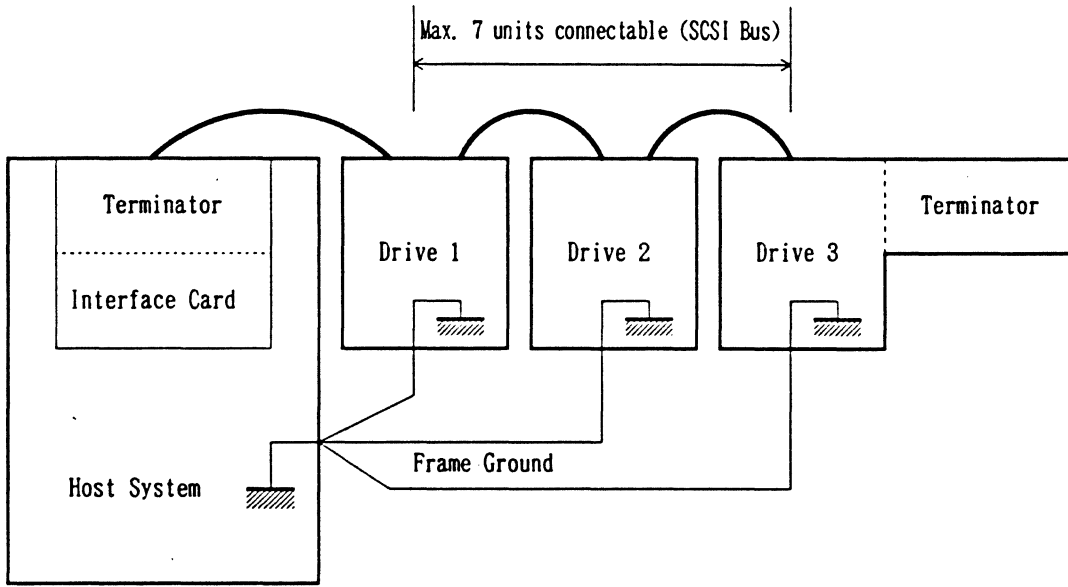 Max. 7 units connectable (SCSI Bus)
Terminator
Interface Card
Host System
Drive 1
Drive 2
Drive 3
Terminator
Frame Ground